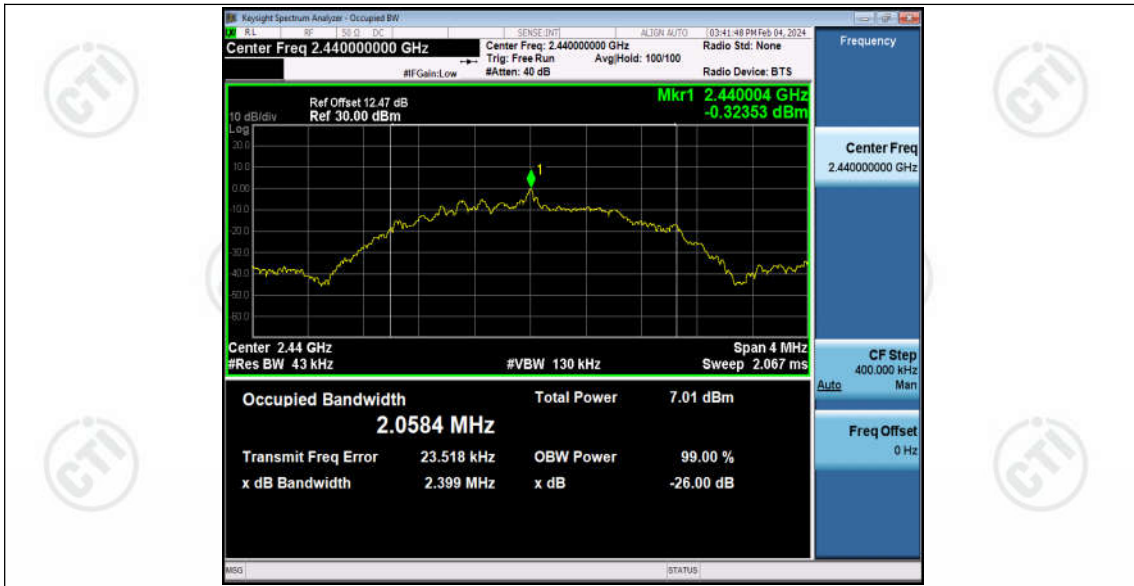 Keysight Spectrum Analyzer - Occupied BW
RL RF 50 Ω DC SENSE:INT ALIGN AUTO 03:41:48 PM Feb 04, 2024
Center Freq 2.440000000 GHz
Center Freq: 2.440000000 GHz Radio Std: None
Trig: Free Run Avg|Hold: 100/100
#IFGain:Low #Atten: 40 dB Radio Device: BTS
Mkr1 2.440004 GHz
-0.32353 dBm
Ref Offset 12.47 dB
10 dB/div Ref 30.00 dBm
Log
20.0
10.0
0.00
-10.0
-20.0
-30.0
-40.0
-50.0
-60.0
1
Center 2.44 GHz Span 4 MHz
#Res BW 43 kHz #VBW 130 kHz Sweep 2.067 ms
Occupied Bandwidth Total Power 7.01 dBm
2.0584 MHz
Transmit Freq Error 23.518 kHz OBW Power 99.00 %
x dB Bandwidth 2.399 MHz x dB -26.00 dB
MSG STATUS
Frequency
Center Freq
2.440000000 GHz
CF Step
400.000 kHz
Auto Man
Freq Offset
0 Hz
CTI
CTI
CTI
CTI